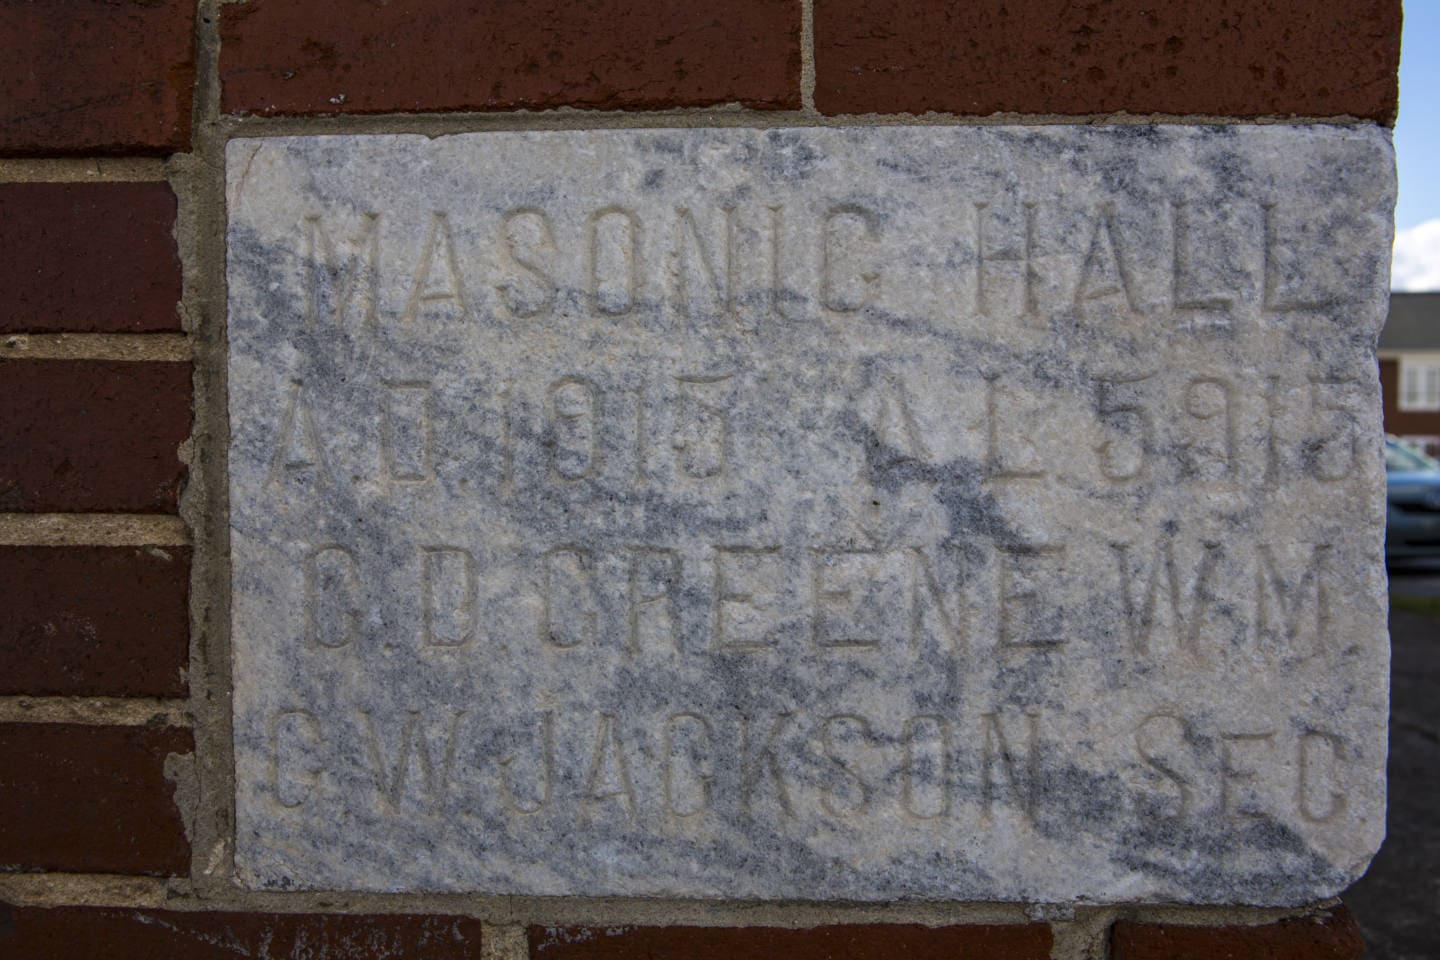 MASONIC HALL
A.D. 1915 A.L. 5915
C. D. GREENE W.M.
C. W. JACKSON SEC